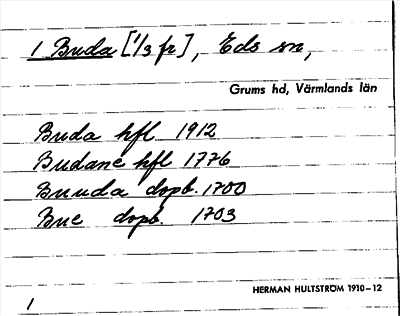 1 Buda [1/3 fr], Eds sn,
Grums hd, Värmlands län
Buda hfl 1912
Budane hfl 1776
Buuda dopb. 1700
Bue dopb. 1703
HERMAN HULTSTRÖM 1910–12
1